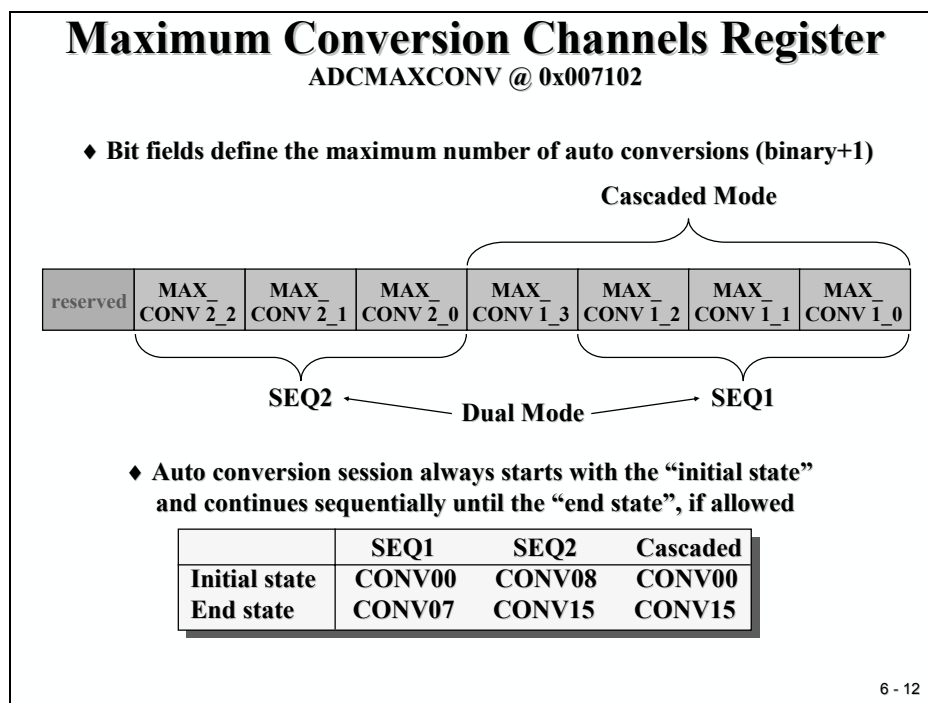 Maximum Conversion Channels Register
ADCMAXCONV @ 0x007102
♦ Bit fields define the maximum number of auto conversions (binary+1)
Cascaded Mode
reserved MAX_ CONV 2_2 MAX_ CONV 2_1 MAX_ CONV 2_0 MAX_ CONV 1_3 MAX_ CONV 1_2 MAX_ CONV 1_1 MAX_ CONV 1_0
SEQ2 Dual Mode SEQ1
♦ Auto conversion session always starts with the “initial state”
and continues sequentially until the “end state”, if allowed
SEQ1 SEQ2 Cascaded
Initial state CONV00 CONV08 CONV00
End state CONV07 CONV15 CONV15
6 - 12